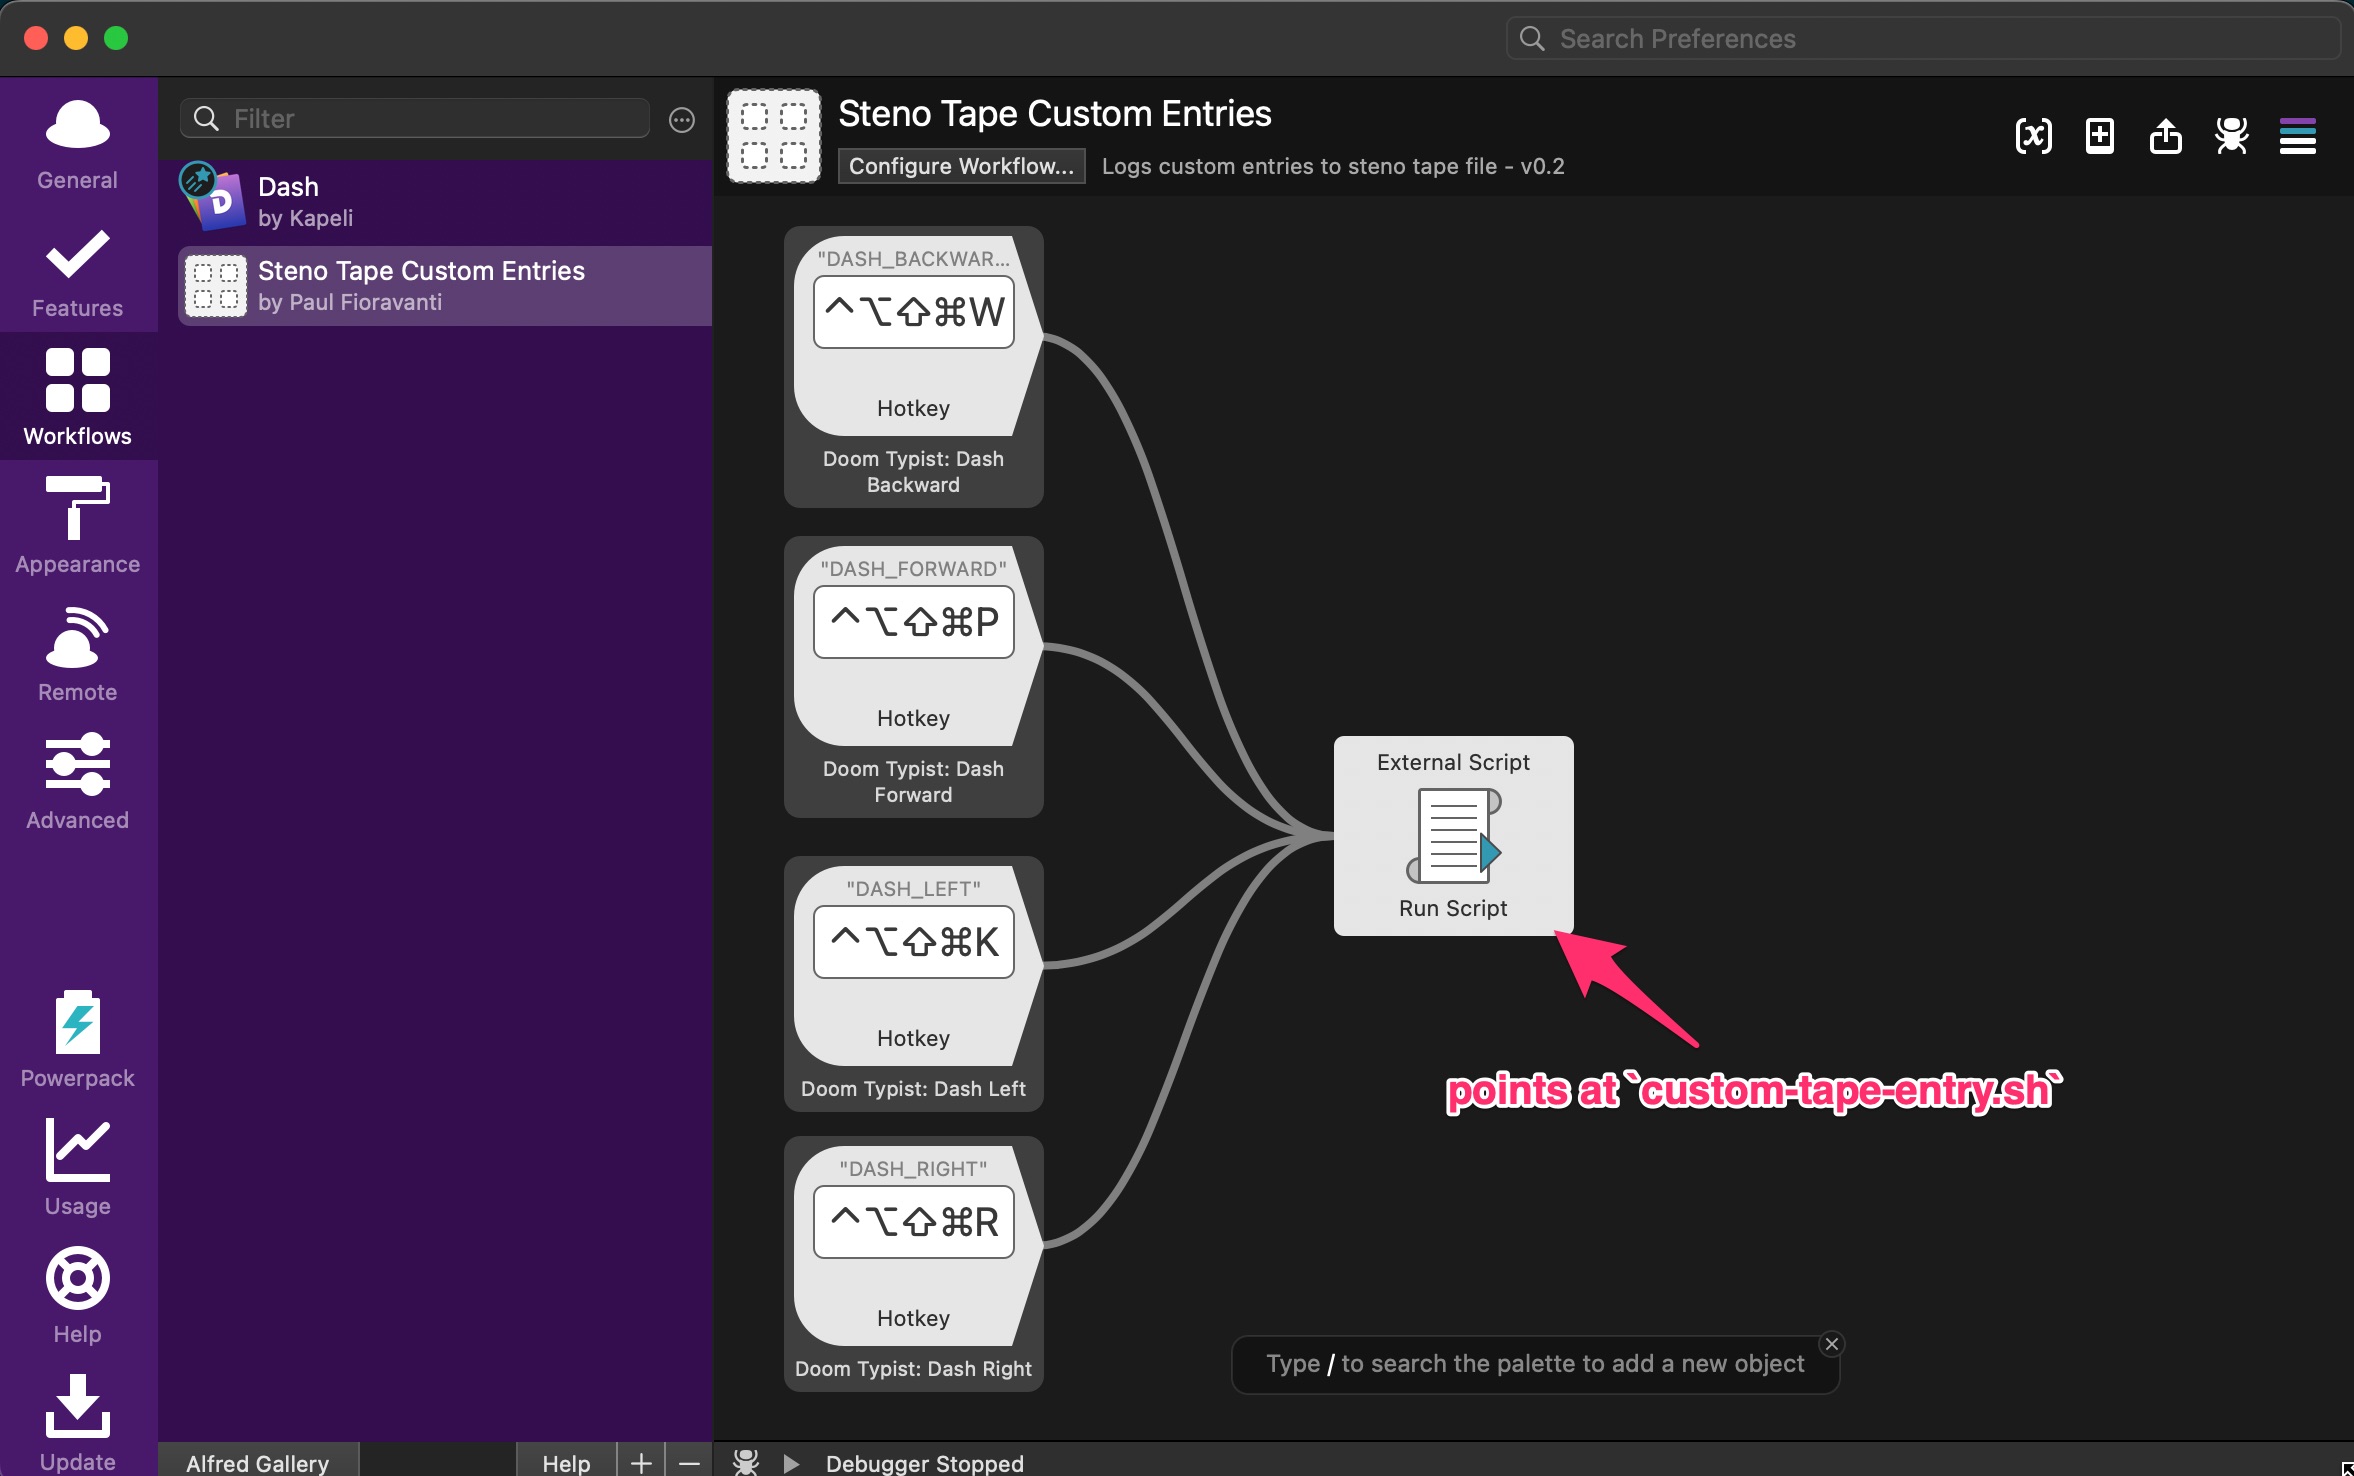 Search Preferences
General
Features
Workflows
Appearance
Remote
Advanced
Powerpack
Usage
Help
Update
Filter
Dash
by Kapeli
Steno Tape Custom Entries
by Paul Fioravanti
Alfred Gallery
Help
+
−
Steno Tape Custom Entries
Configure Workflow...
Logs custom entries to steno tape file - v0.2
"DASH_BACKWAR...
^⌥⇧⌘W
Hotkey
Doom Typist: Dash
Backward
"DASH_FORWARD"
^⌥⇧⌘P
Hotkey
Doom Typist: Dash
Forward
"DASH_LEFT"
^⌥⇧⌘K
Hotkey
Doom Typist: Dash Left
"DASH_RIGHT"
^⌥⇧⌘R
Hotkey
Doom Typist: Dash Right
External Script
Run Script
points at `custom-tape-entry.sh`
Type / to search the palette to add a new object
Debugger Stopped